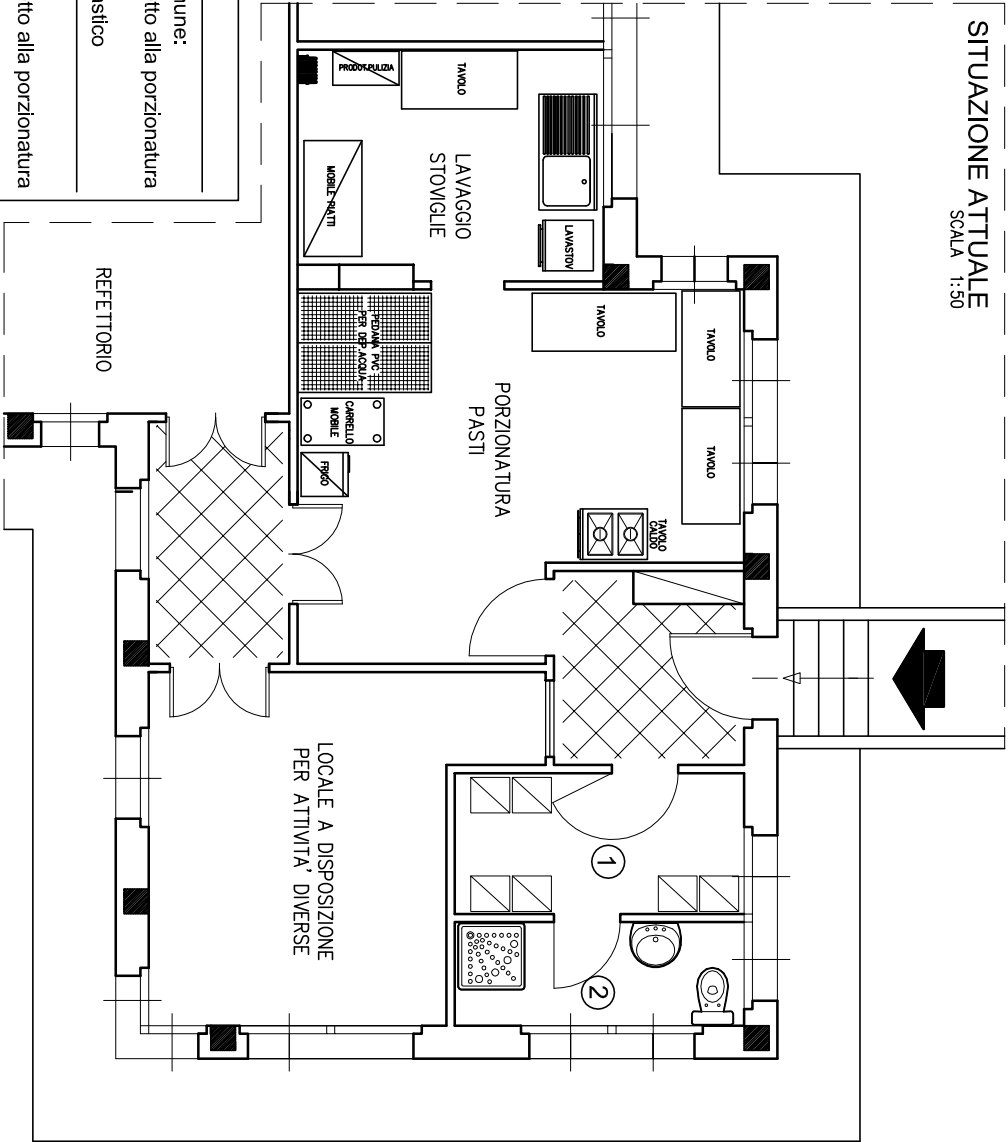 SITUAZIONE ATTUALE
SCALA 1:50
TAVOLO
TAVOLO
TAVOLO
TAVOLO
CALDO
LAVASTOV
TAVOLO
PRODOT.PULIZIA
LAVAGGIO
STOVIGLIE
MOBILE PIATTI
PORZIONATURA
PASTI
PEDANA PVC
PER DEP.ACQUA
CARRELLO
MOBILE
FRIGO
1
2
LOCALE A DISPOSIZIONE
PER ATTIVITA' DIVERSE
REFETTORIO
mune:
tto alla porzionatura
astico
tto alla porzionatura